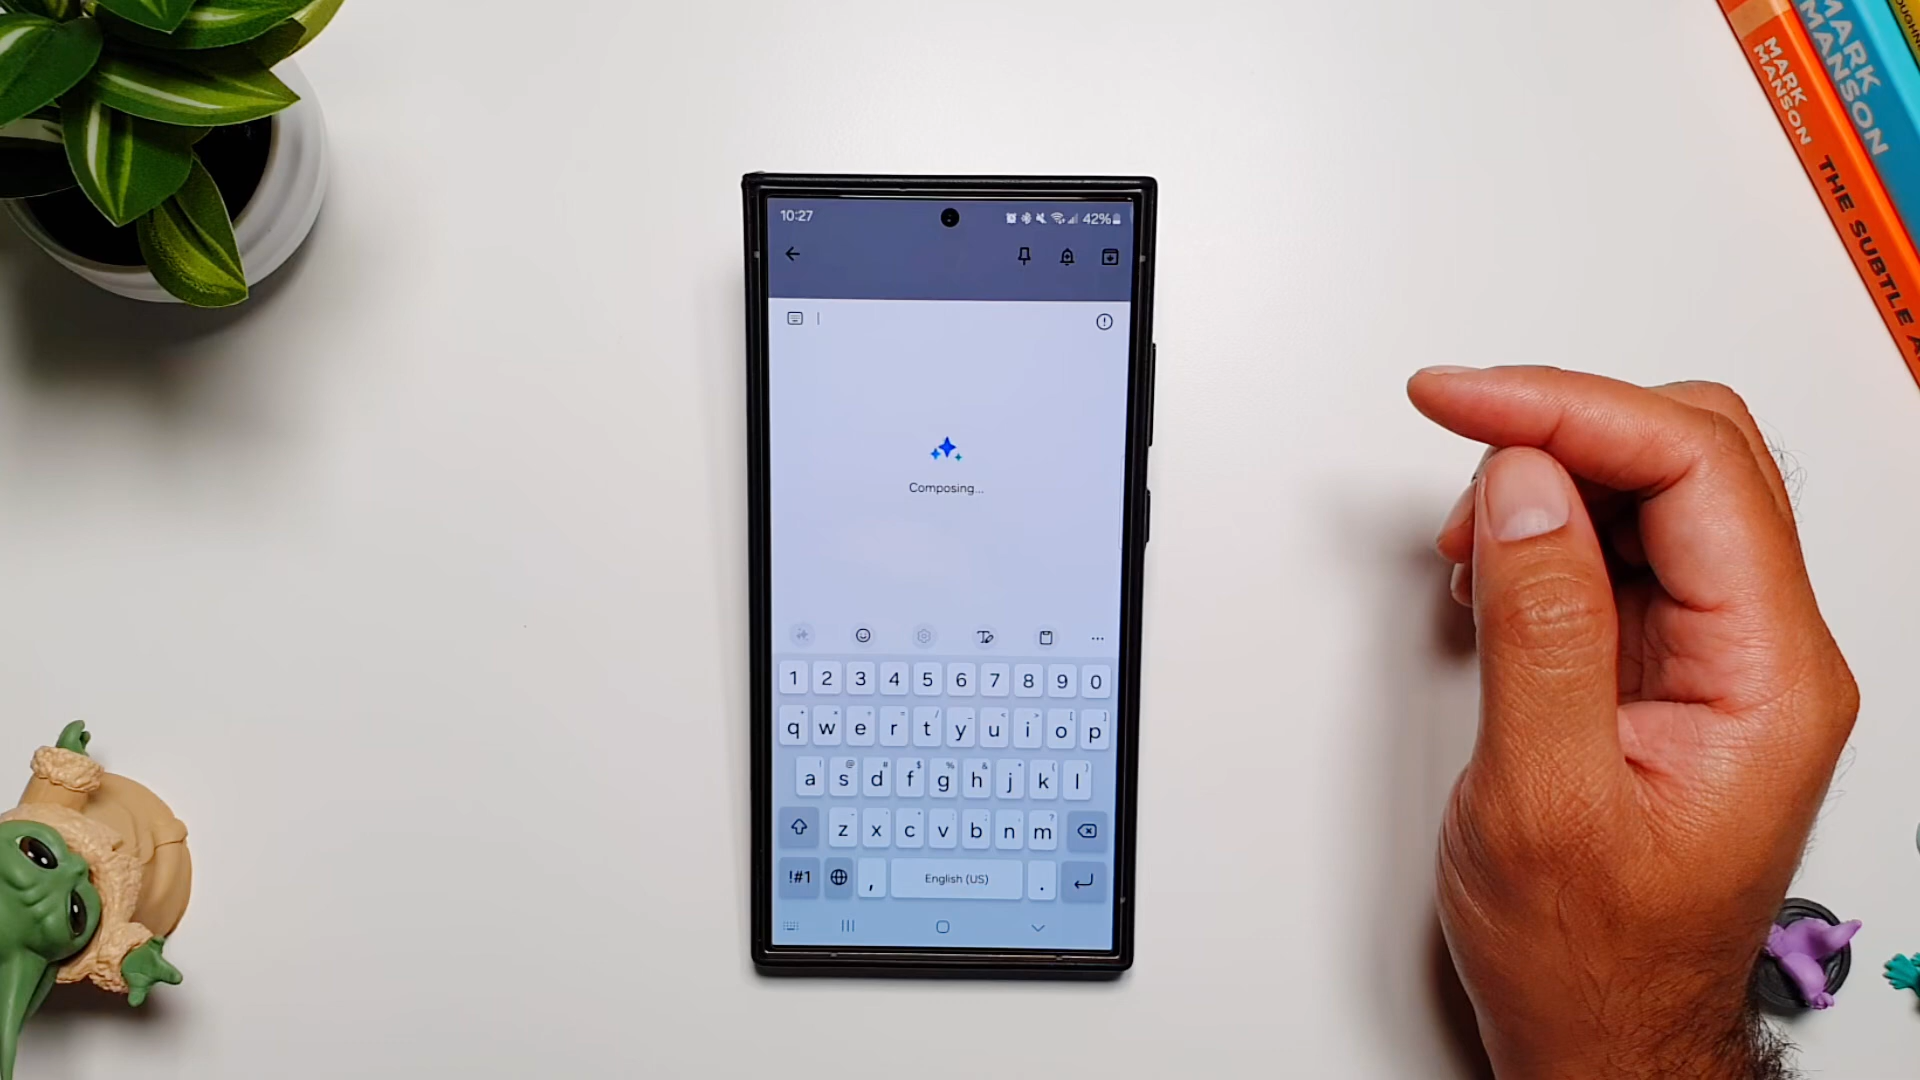 10:27
42%
Composing...
1 2 3 4 5 6 7 8 9 0
q w e r t y u i o p
a s d f g h j k l
z x c v b n m
!#1 , English (US) .
MARK
MANSON
THE SUBTLE A
MARK
MANSON